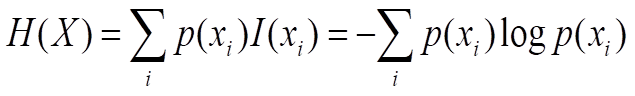 H(X) = ∑_i p(x_i)I(x_i) = −∑_i p(x_i) log p(x_i)